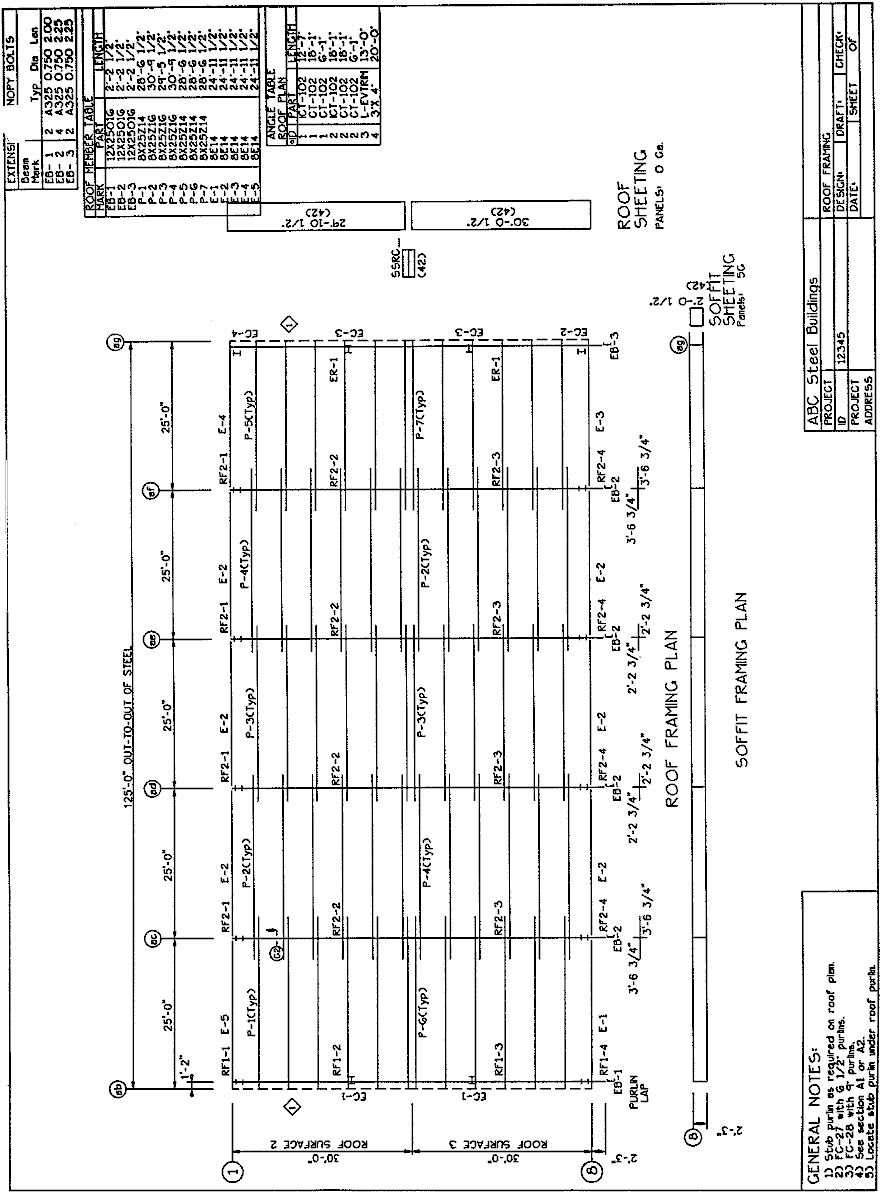 EXTENSI
NOPY BOLTS
Beam Mark Typ Dia Len
EB- 1 2 A325 0.750 2.00
EB- 2 4 A325 0.750 2.25
EB- 3 2 A325 0.750 2.25
ROOF MEMBER TABLE
MARK PART LENGTH
EB-1 12X25O16 2'-2 1/2"
EB-2 12X25O16 2'-2 1/2"
EB-3 12X25O16 2'-2 1/2"
P-1 8X25Z14 28'-6 1/2"
P-2 8X25Z16 30'-9 1/2"
P-3 8X25Z16 29'-5 1/2"
P-4 8X25Z16 30'-9 1/2"
P-5 8X25Z14 28'-6 1/2"
P-6 8X25Z14 28'-6 1/2"
P-7 8X25Z14 28'-6 1/2"
E-1 8E14 24'-11 1/2"
E-2 8E14 24'-11 1/2"
E-3 8E14 24'-11 1/2"
E-4 8E14 24'-11 1/2"
E-5 8E14 24'-11 1/2"
ANGLE TABLE
ROOF PLAN
PART LENGTH
1 CT-102 18'-1"
1 CT-102 6'-1"
2 CT-102 18'-1"
2 CT-102 6'-1"
3 L-EVTRM 13'-0"
4 3"X 4" 20'-0"
29'-10 1/2"
(42)
30'-0 1/2"
(42)
SSRC
(42)
ROOF
SHEETING
PANELS: 0 Ga.
125'-0" OUT-TO-OUT OF STEEL
25'-0" 25'-0" 25'-0" 25'-0" 25'-0"
1'-2"
ab ac ad ae af ag
RF1-1 E-5 RF2-1 E-2 RF2-1 E-2 RF2-1 E-2 RF2-1 E-4
EC-4
P-1(Typ) P-2(Typ) P-3(Typ) P-4(Typ) P-5(Typ)
G2
1 1
RF1-2 RF2-2 RF2-2 RF2-2 RF2-2 ER-1
EC-1 EC-3
P-6(Typ) P-4(Typ) P-3(Typ) P-2(Typ) P-7(Typ)
RF1-3 RF2-3 RF2-3 RF2-3 RF2-3 ER-1
EC-1 EC-3
EC-2
RF1-4 E-1 RF2-4 E-2 RF2-4 E-2 RF2-4 E-2 RF2-4 E-3
EB-1 EB-2 EB-2 EB-2 EB-2 EB-3
PURLIN
LAP
3'-6 3/4" 2'-2 3/4" 2'-2 3/4" 3'-6 3/4"
3'-6 3/4" 2'-2 3/4" 2'-2 3/4" 3'-6 3/4"
1
ROOF SURFACE 2
30'-0"
ROOF SURFACE 3
30'-0"
8
2'-3"
ROOF FRAMING PLAN
8
2'-3"
ag
2'-0 1/2"
(42)
SOFFIT
SHEETING
Panels: SG
SOFFIT FRAMING PLAN
GENERAL NOTES:
1) Stub purlin as required on roof plan.
2) FC-27 with 6 1/2" purlins.
3) FC-28 with 9" purlins.
4) See section A1 or A2.
5) Locate stub purlin under roof purlin.
ABC Steel Buildings
PROJECT ROOF FRAMING
ID 12345 DESIGN: DRAFT: CHECK:
PROJECT ADDRESS DATE: SHEET OF